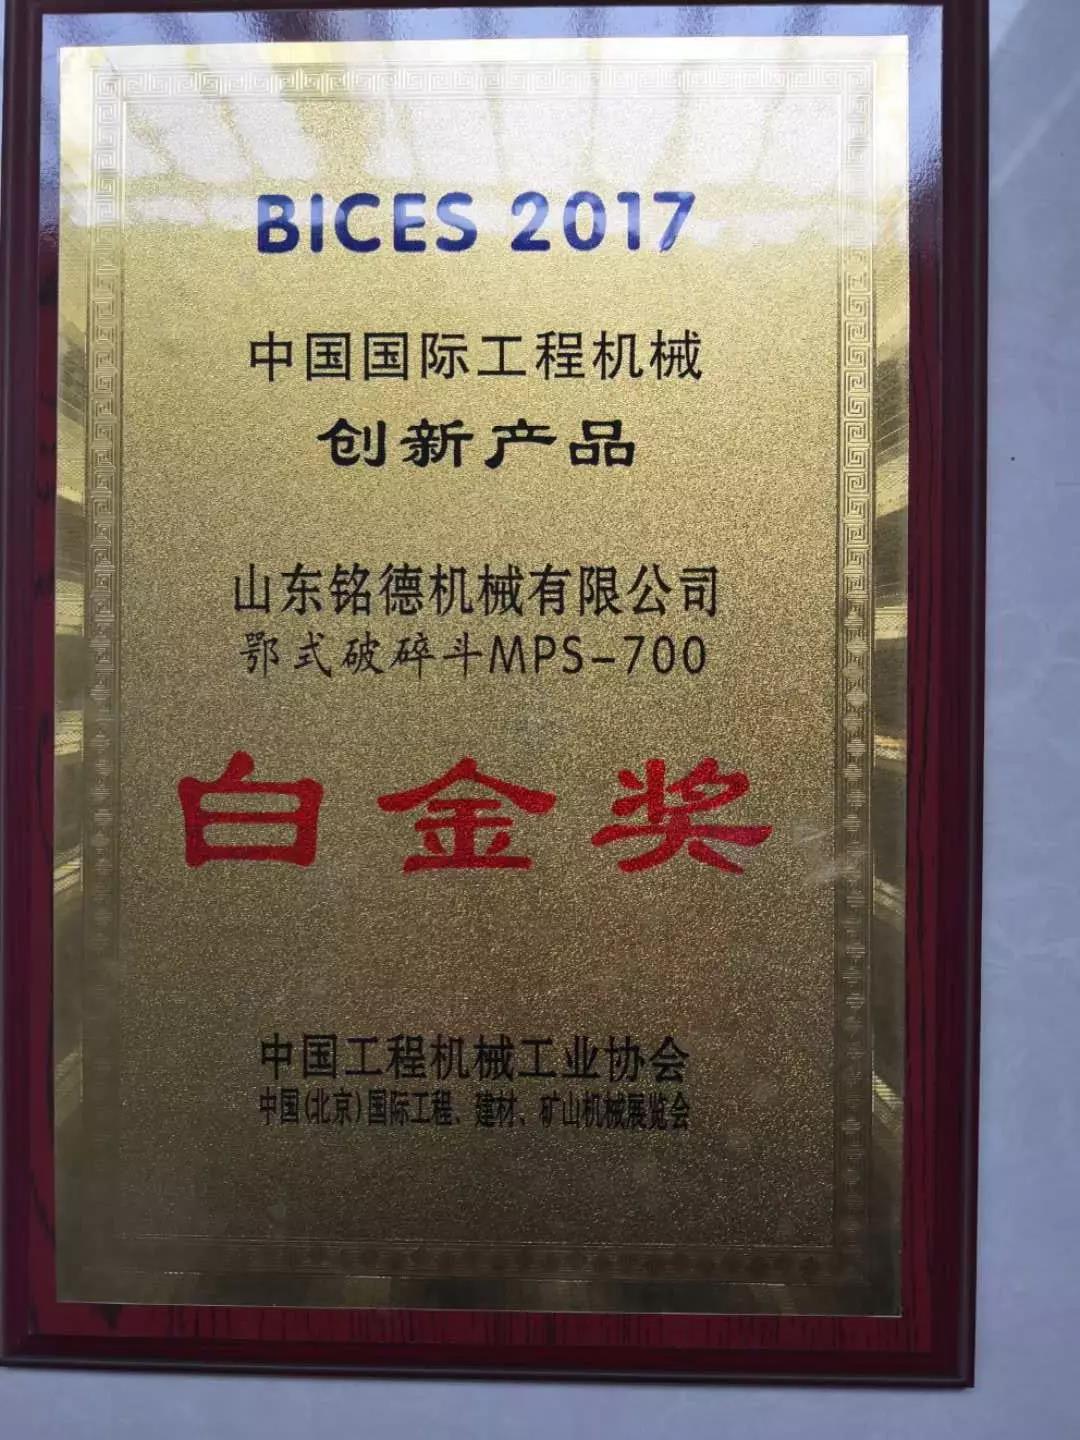 BICES 2017
中国国际工程机械
创新产品
山东铭德机械有限公司
鄂式破碎斗MPS-700
白金奖
中国工程机械工业协会
中国(北京)国际工程、建材、矿山机械展览会